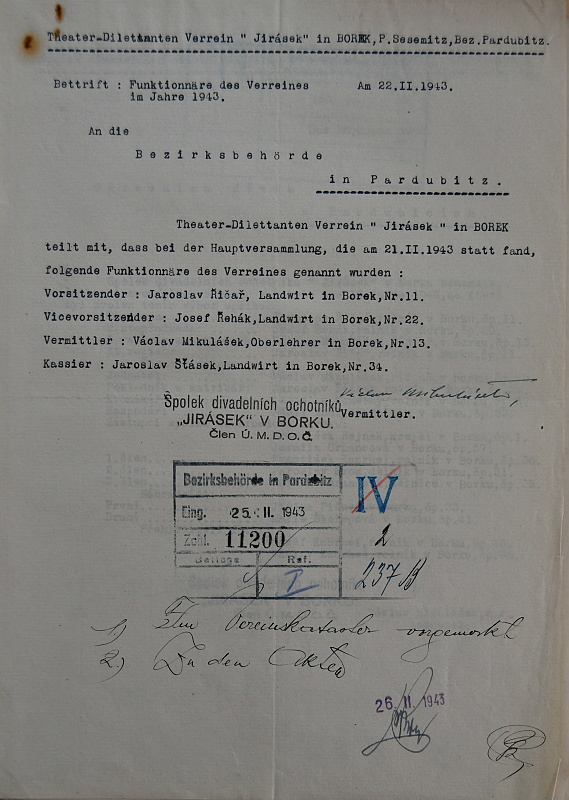 Theater-Dilettanten Verrein " Jirásek" in BOREK,P.Sesemitz,Bez.Pardubitz.
Bettrift : Funktionnäre des Verreines Am 22.II.1943.
im Jahre 1943.
An die
Bezirksbehörde
in Pardubitz.
Theater-Dilettanten Verrein " Jirásek " in BOREK
teilt mit, dass bei der Hauptversammlung, die am 21.II.1943 statt fand,
folgende Funktionnäre des Verreines genannt wurden :
Vorsitzender : Jaroslav Řičař, Landwirt in Borek,Nr.11.
Vicevorsitzender : Josef Řehák,Landwirt in Borek,Nr.22.
Vermittler : Václav Mikulášek,Oberlehrer in Borek,Nr.13.
Kassier : Jaroslav Šťásek,Landwirt in Borek,Nr.34.
Václav Mikulášek,
Vermittler.
Spolek divadelních ochotníků
„JIRÁSEK" V BORKU.
Člen Ú. M. D. O. Č.
Bezirksbehörde in Pardubitz
IV
Eing. 25. II. 1943
Zahl. 11200
2
Beilage Ref.
I
237/
1) Im Vereinskataster vorgemerkt
2.) Zu den Akten
26. II. 1943